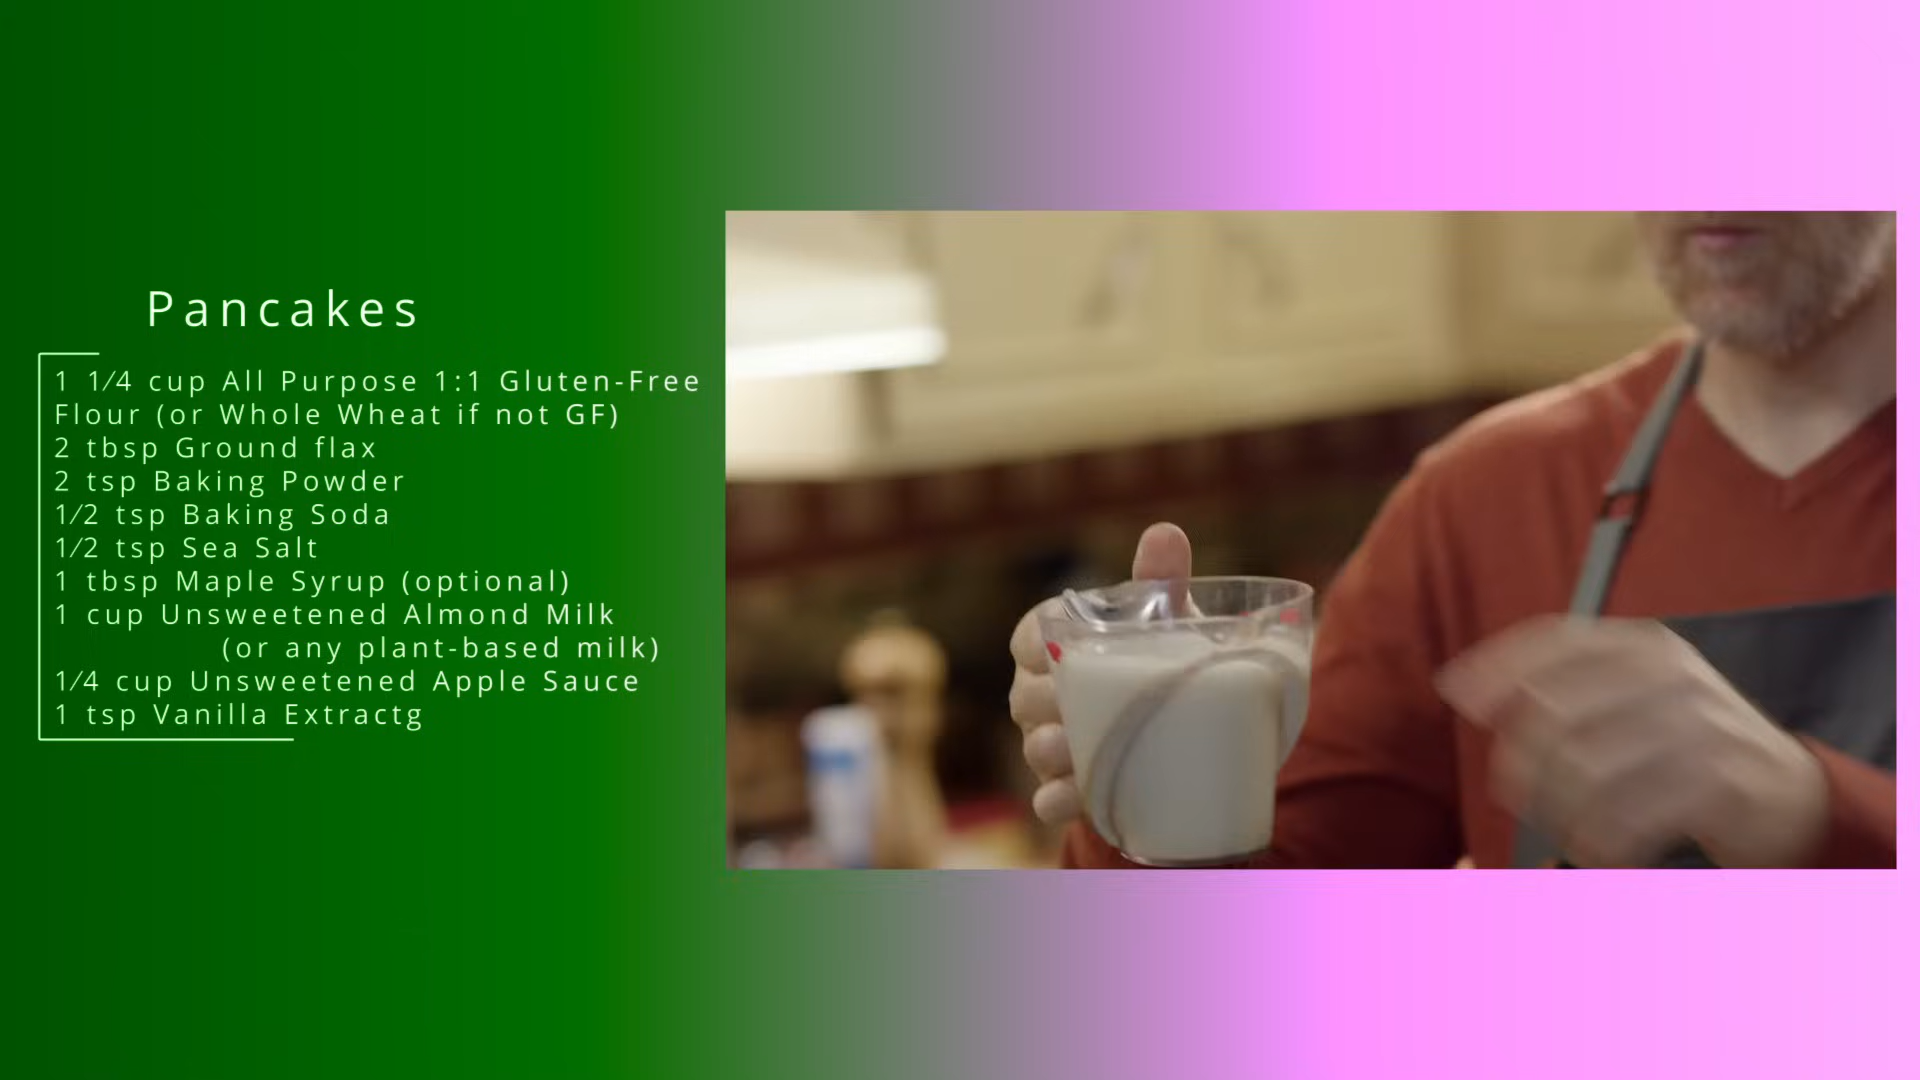 Pancakes
1 1/4 cup All Purpose 1:1 Gluten-Free
Flour (or Whole Wheat if not GF)
2 tbsp Ground flax
2 tsp Baking Powder
1/2 tsp Baking Soda
1/2 tsp Sea Salt
1 tbsp Maple Syrup (optional)
1 cup Unsweetened Almond Milk
(or any plant-based milk)
1/4 cup Unsweetened Apple Sauce
1 tsp Vanilla Extractg